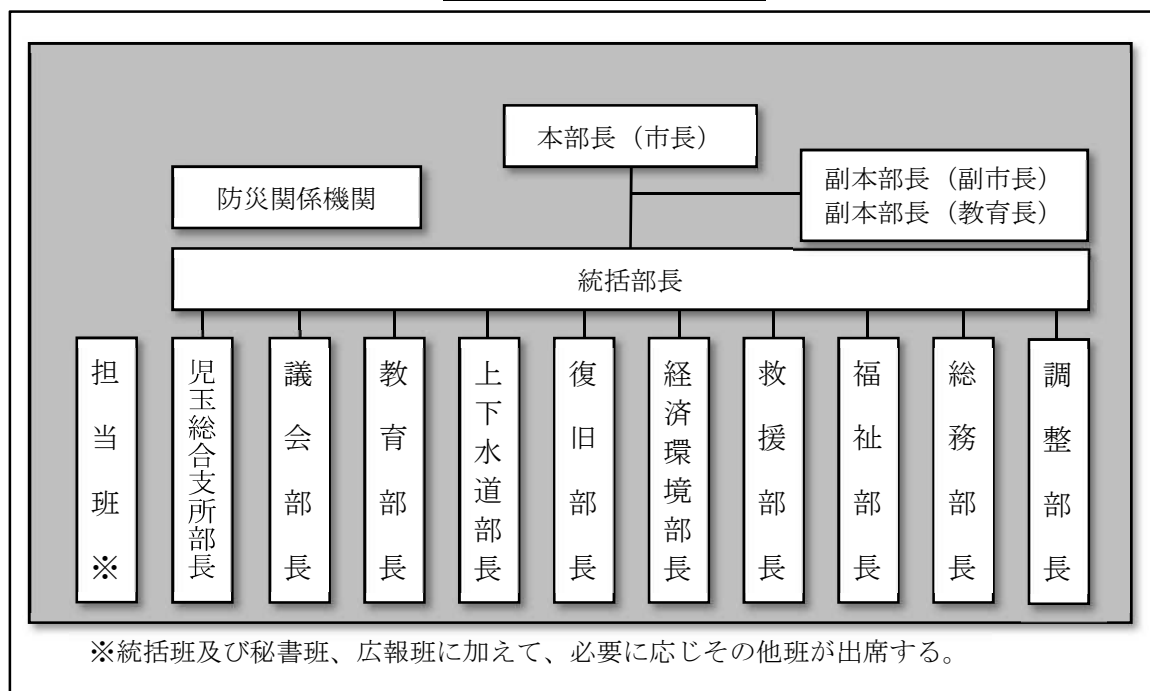 本部長（市長）
副本部長（副市長）
副本部長（教育長）
防災関係機関
統括部長
調整部長
総務部長
福祉部長
救援部長
経済環境部長
復旧部長
上下水道部長
教育部長
議会部長
児玉総合支所部長
担当班※
※統括班及び秘書班、広報班に加えて、必要に応じその他班が出席する。